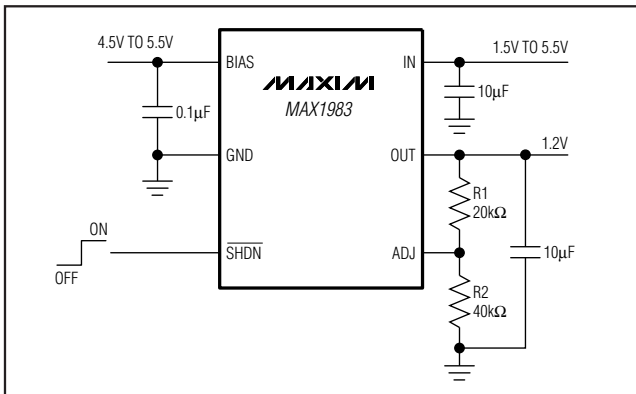 4.5V TO 5.5V
BIAS
IN
1.5V TO 5.5V
MAXIM
MAX1983
0.1µF
10µF
GND
OUT
1.2V
R1
20kΩ
ON
OFF
SHDN
ADJ
10µF
R2
40kΩ